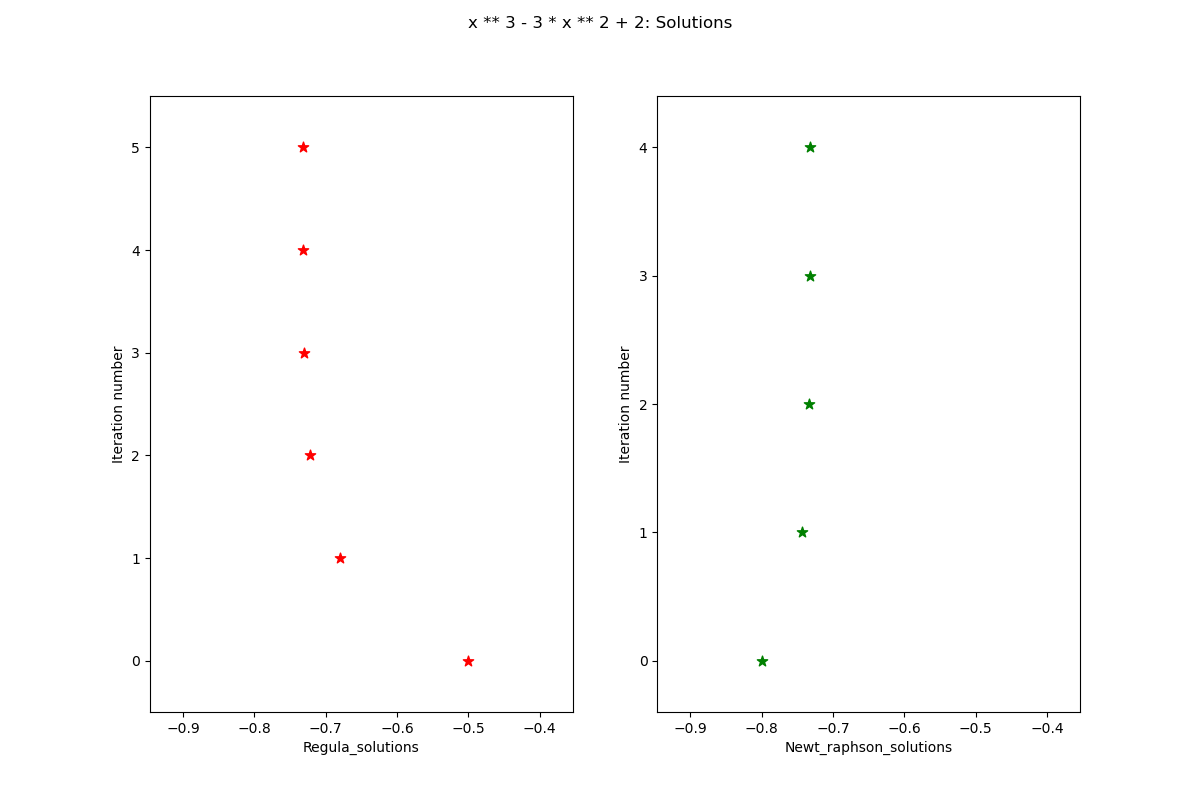 x ** 3 - 3 * x ** 2 + 2: Solutions
5
4
3
2
1
0
Iteration number
−0.9 −0.8 −0.7 −0.6 −0.5 −0.4
Regula_solutions
4
3
2
1
0
Iteration number
−0.9 −0.8 −0.7 −0.6 −0.5 −0.4
Newt_raphson_solutions